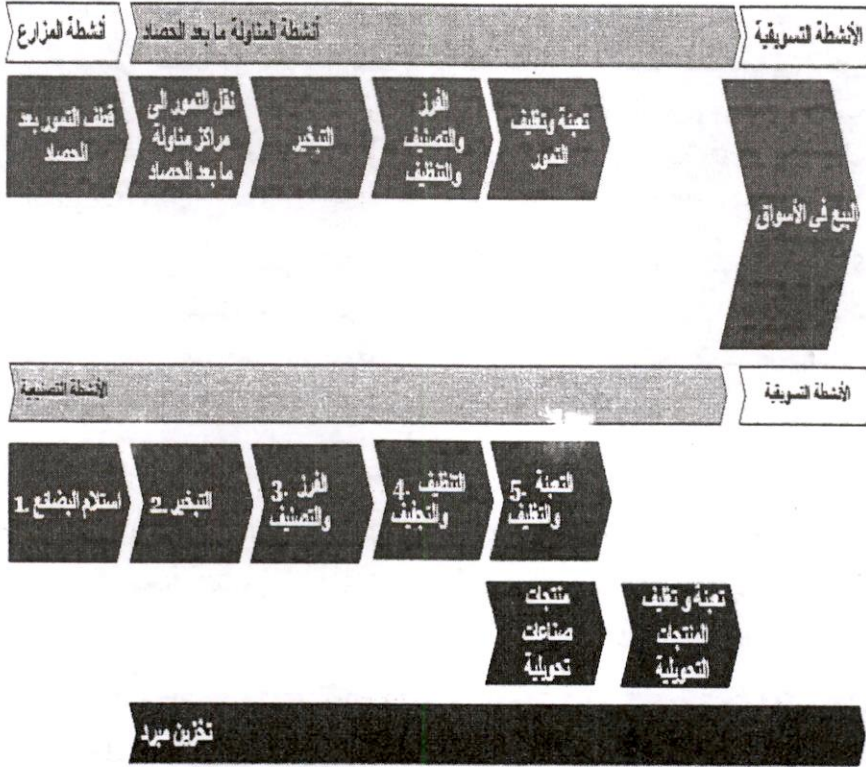 أنشطة المزارع
أنشطة المناولة ما بعد الحصاد
الأنشطة التسويقية
قطف التمور بعد
الحصاد
نقل التمور الى
مراكز مناولة
ما بعد الحصاد
التبخير
الفرز
والتصنيف
والتنظيف
تعبئة وتغليف
التمور
البيع في الأسواق
الأنشطة التصنيعية
الأنشطة التسويقية
1. استلام البضائع
2. التبخير
3. الفرز
والتصنيف
4. التنظيف
والتجفيف
5. التعبئة
والتغليف
منتجات
صناعات
تحويلية
تعبئة و تغليف
المنتجات
التحويلية
تخزين مبرد